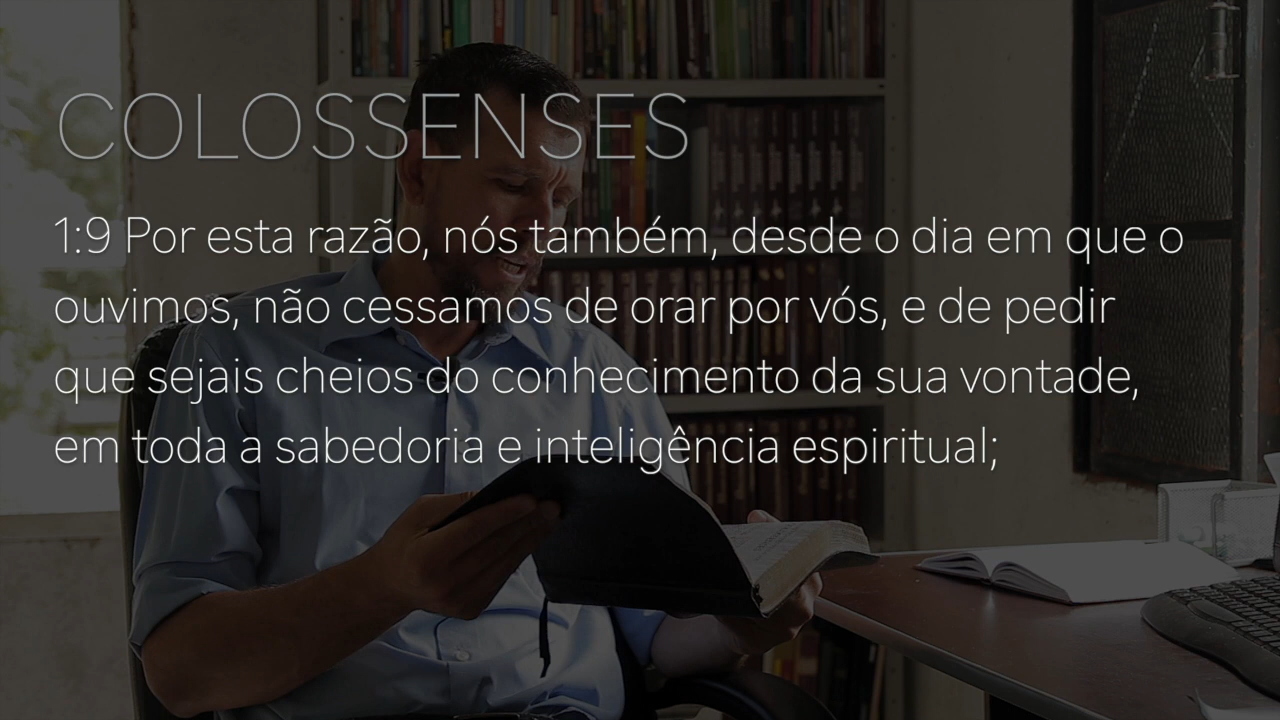 COLOSSENSES
1:9 Por esta razão, nós também, desde o dia em que o
ouvimos, não cessamos de orar por vós, e de pedir
que sejais cheios do conhecimento da sua vontade,
em toda a sabedoria e inteligência espiritual;